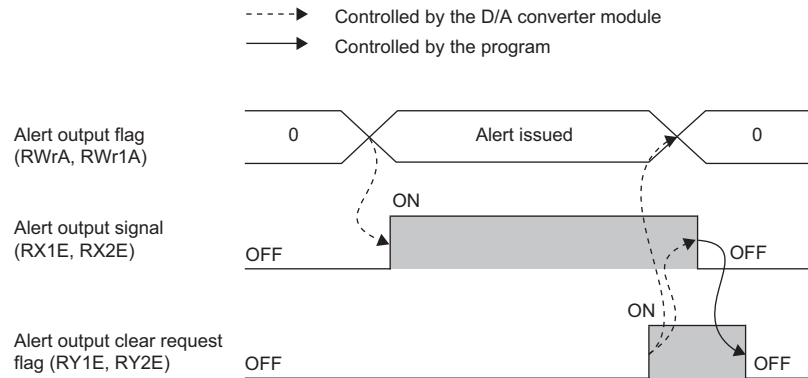 Controlled by the D/A converter module
Controlled by the program
Alert output flag
(RWrA, RWr1A)
0
Alert issued
0
Alert output signal
(RX1E, RX2E)
OFF
ON
OFF
Alert output clear request
flag (RY1E, RY2E)
OFF
ON
OFF